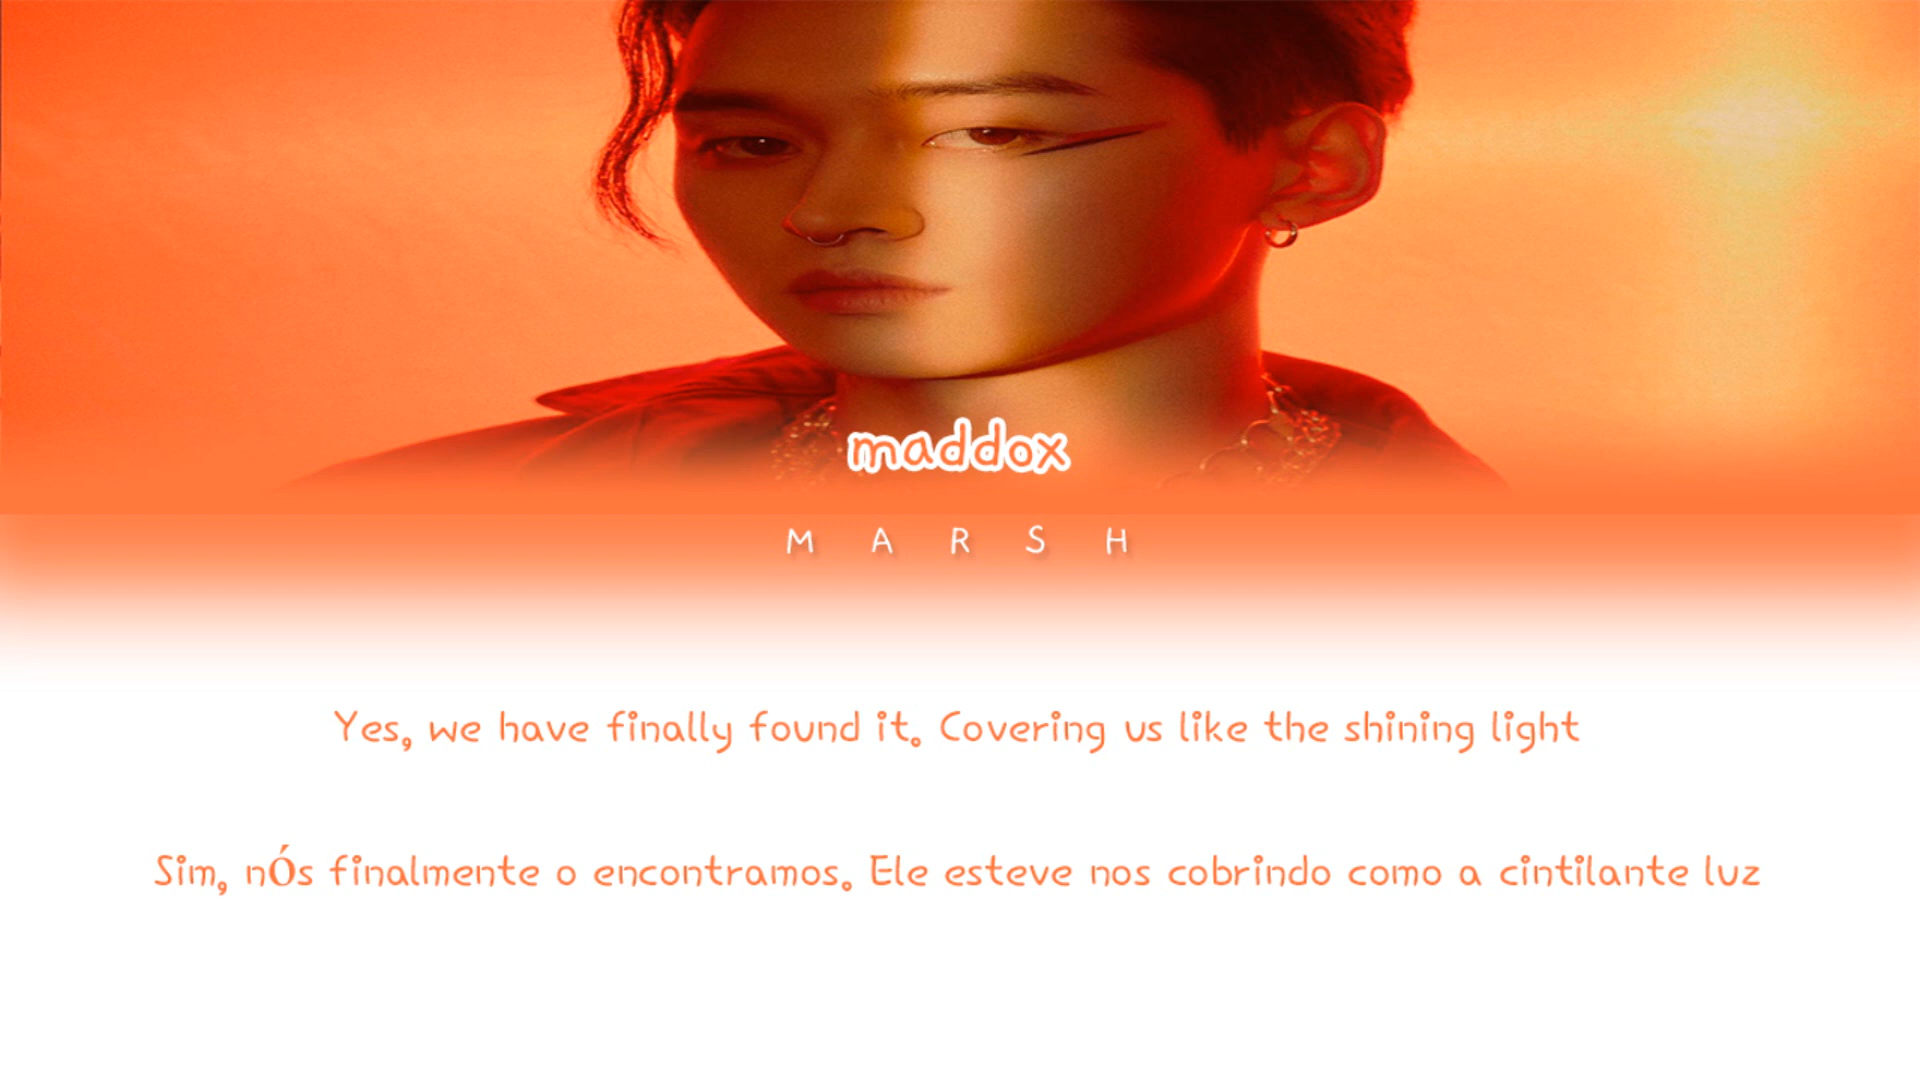 maddox
M A R S H
Yes, we have finally found it. Covering us like the shining light
Sim, nÓs finalmente o encontramos. Ele esteve nos cobrindo como a cintilante luz